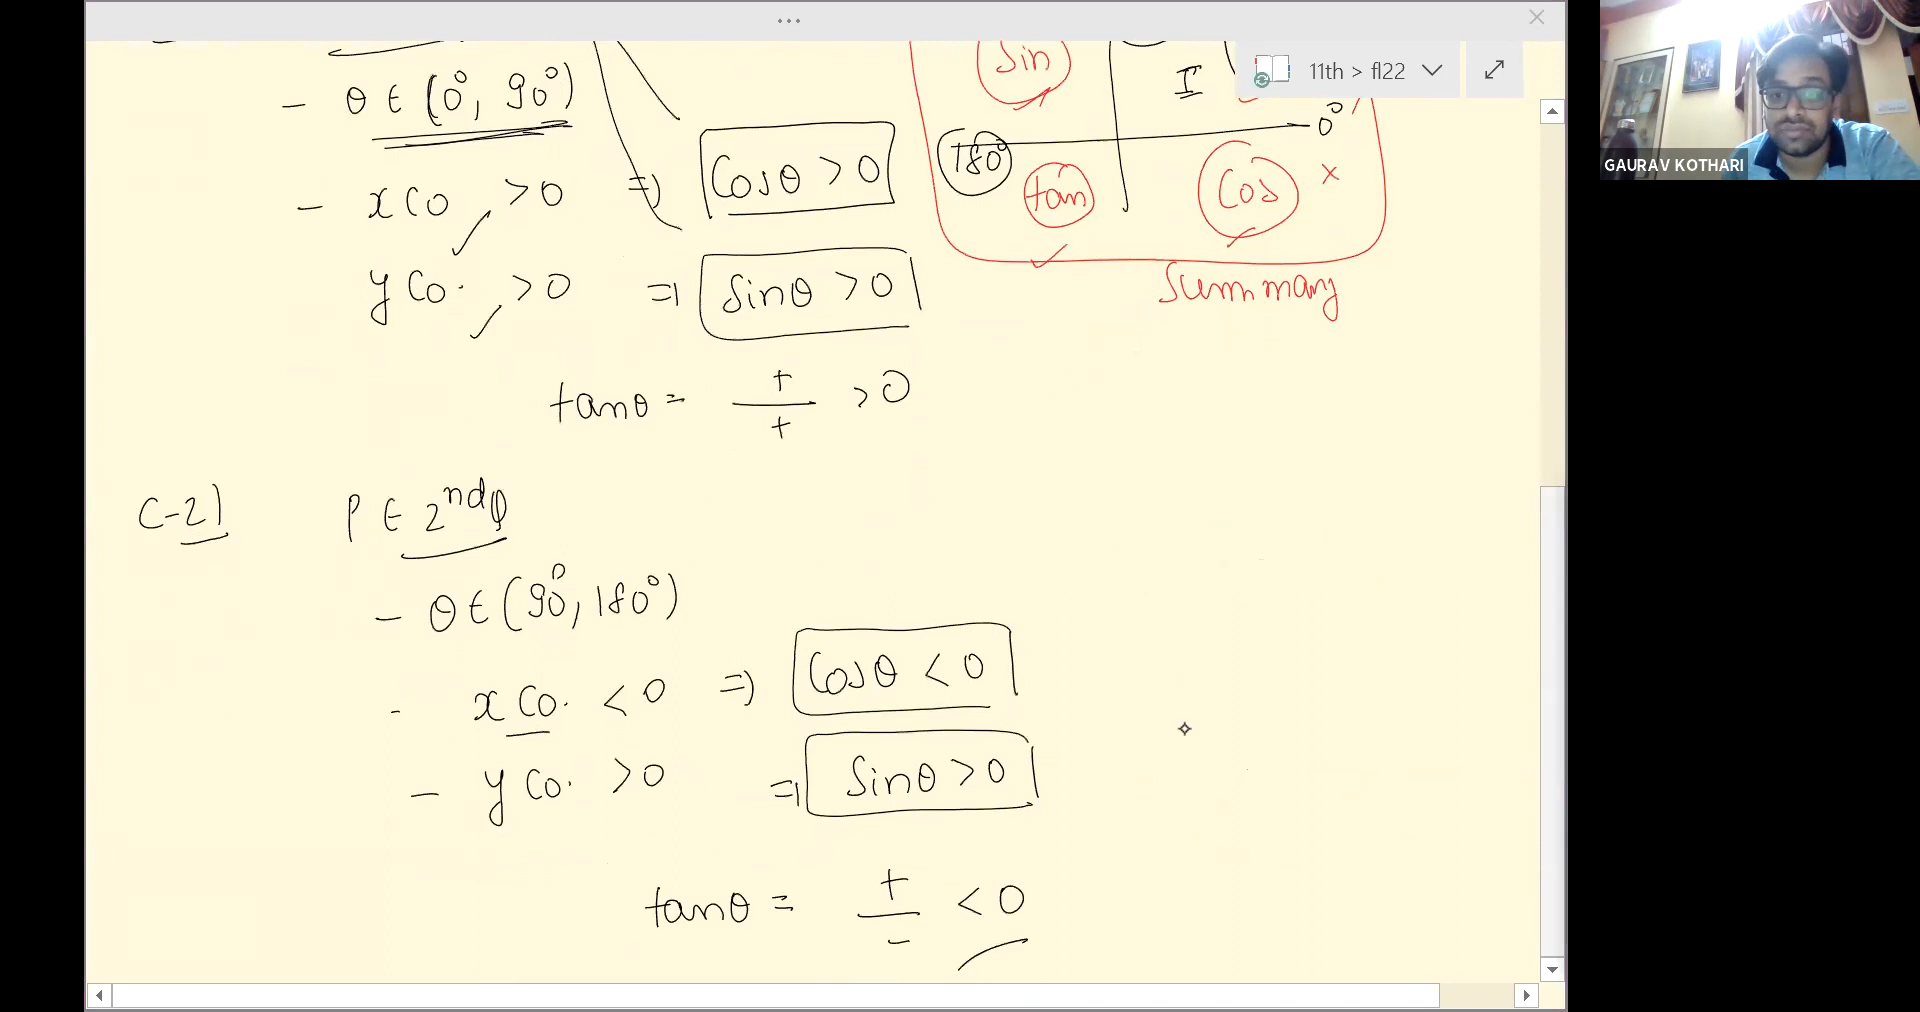 11th > fl22
GAURAV KOTHARI
- θ ∈ (0°, 90°)
- x Co > 0 ⇒ Cosθ > 0
y Co. > 0 ⇒ Sinθ > 0
tanθ = + / + > 0
Sin
I
0°
180°
tan
Cos ×
Summary
C-2) P ∈ 2nd Q
- θ ∈ (90°, 180°)
- x Co. < 0 ⇒ Cosθ < 0
- y Co. > 0 ⇒ Sinθ > 0
tanθ = + / - < 0